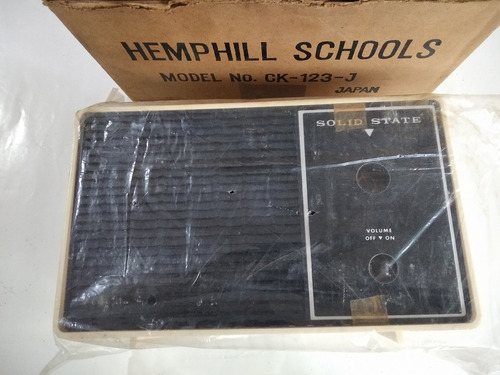 HEMPHILL SCHOOLS
MODEL No. CK-123-J
JAPAN
SOLID STATE
VOLUME
OFF ▼ ON